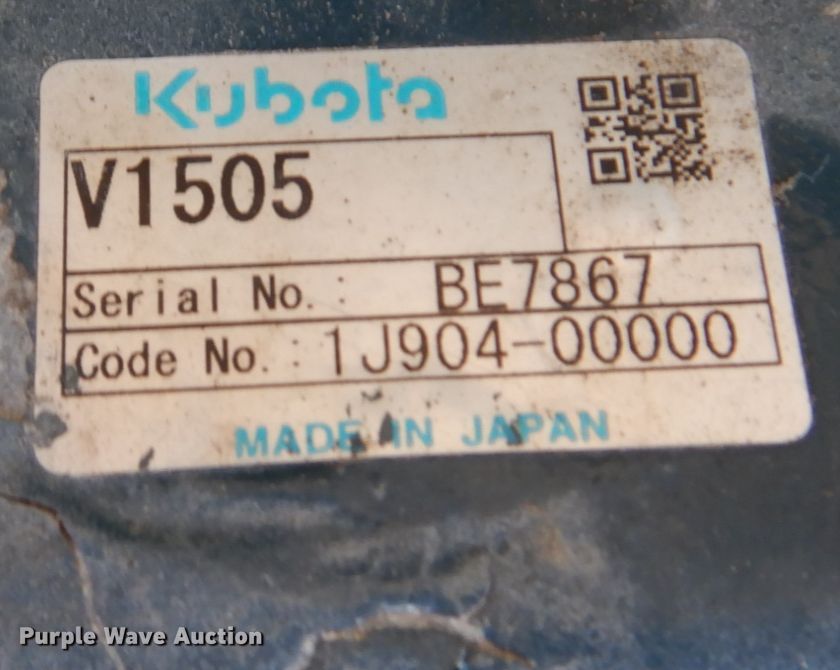 Kubota
V1505
Serial No. : BE7867
Code No. : 1J904-00000
MADE IN JAPAN
Purple Wave Auction